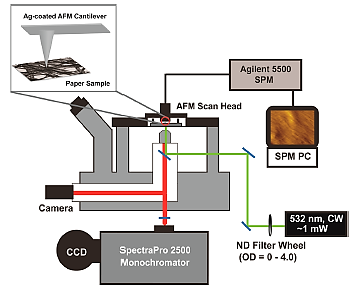 Ag-coated AFM Cantilever
Paper Sample
Agilent 5500
SPM
AFM Scan Head
SPM PC
Camera
532 nm, CW
~1 mW
ND Filter Wheel
(OD = 0 - 4.0)
CCD
SpectraPro 2500
Monochromator